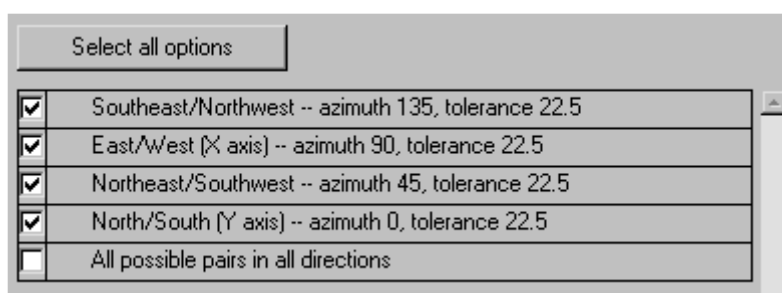 Select all options
Southeast/Northwest -- azimuth 135, tolerance 22.5
East/West (X axis) -- azimuth 90, tolerance 22.5
Northeast/Southwest -- azimuth 45, tolerance 22.5
North/South (Y axis) -- azimuth 0, tolerance 22.5
All possible pairs in all directions